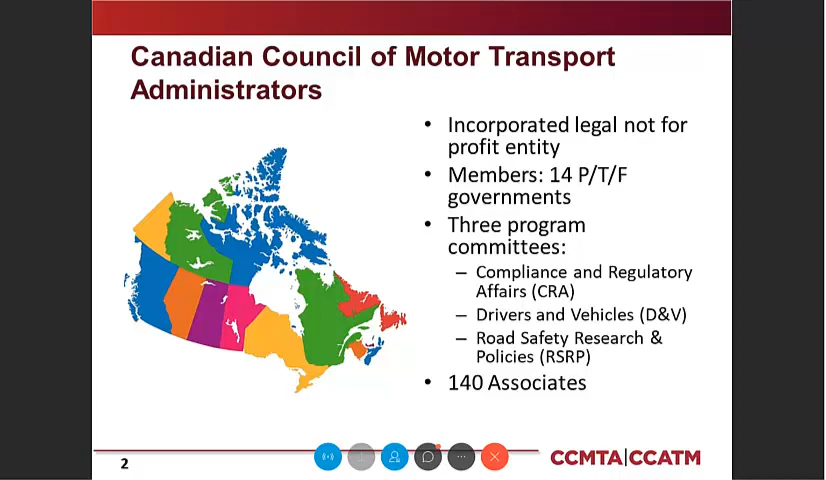 Canadian Council of Motor Transport
Administrators
• Incorporated legal not for
profit entity
• Members: 14 P/T/F
governments
• Three program
committees:
– Compliance and Regulatory
Affairs (CRA)
– Drivers and Vehicles (D&V)
– Road Safety Research &
Policies (RSRP)
• 140 Associates
2
CCMTA|CCATM